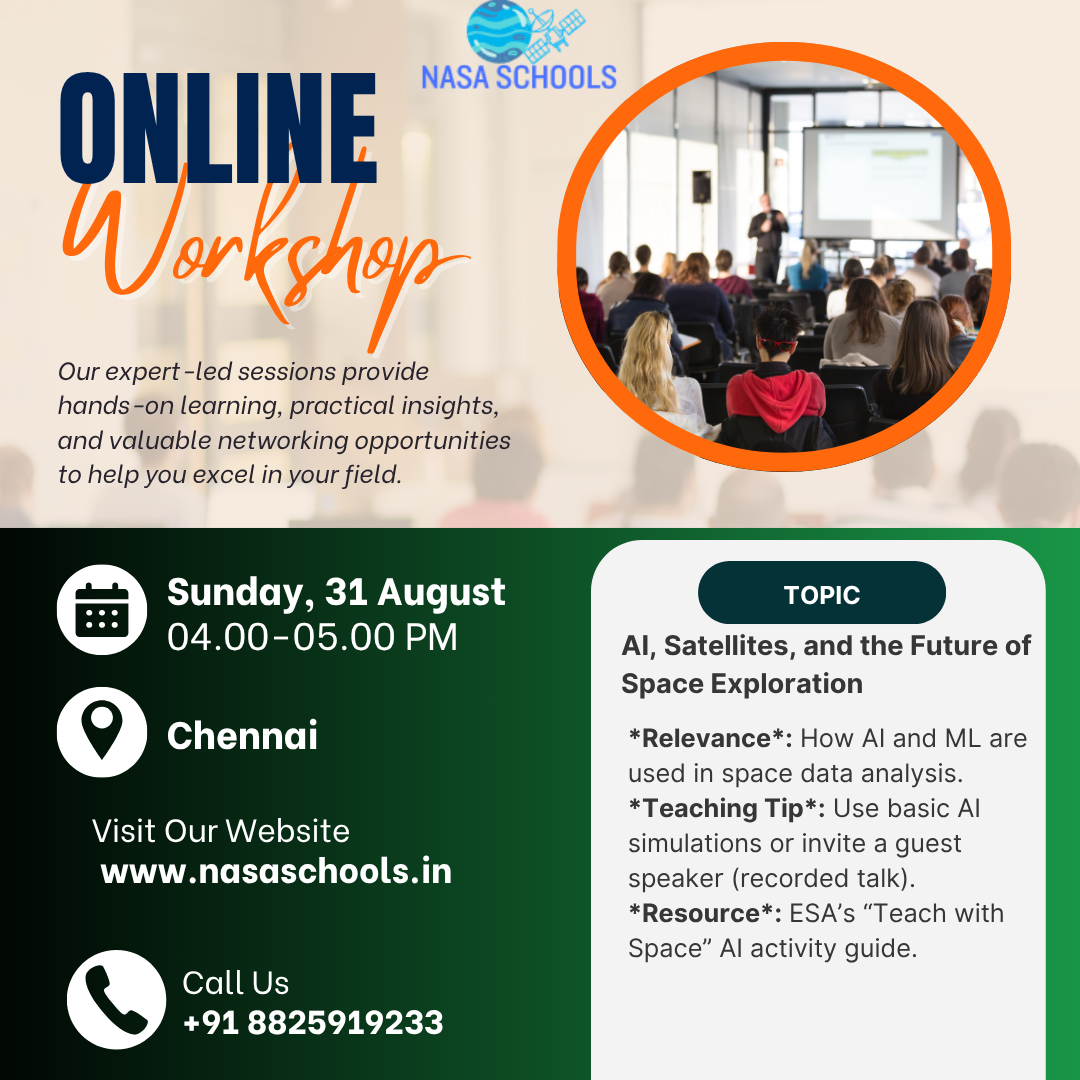 NASA SCHOOLS
ONLINE
Workshop
Our expert-led sessions provide
hands-on learning, practical insights,
and valuable networking opportunities
to help you excel in your field.
Sunday, 31 August
04.00-05.00 PM
Chennai
Visit Our Website
www.nasaschools.in
Call Us
+91 8825919233
TOPIC
AI, Satellites, and the Future of
Space Exploration
*Relevance*: How AI and ML are
used in space data analysis.
*Teaching Tip*: Use basic AI
simulations or invite a guest
speaker (recorded talk).
*Resource*: ESA’s “Teach with
Space” AI activity guide.